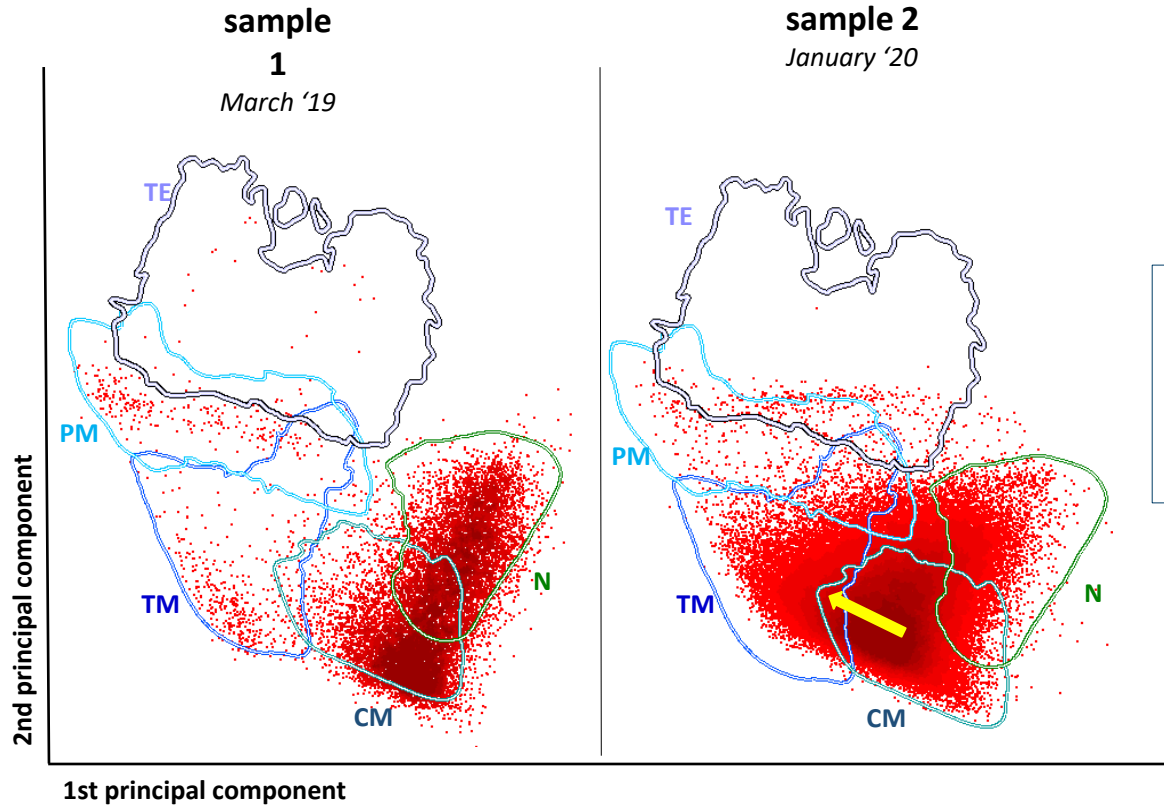 sample
1
March ‘19
sample 2
January ‘20
TE
TE
PM
PM
TM
TM
N
N
CM
CM
2nd principal component
1st principal component